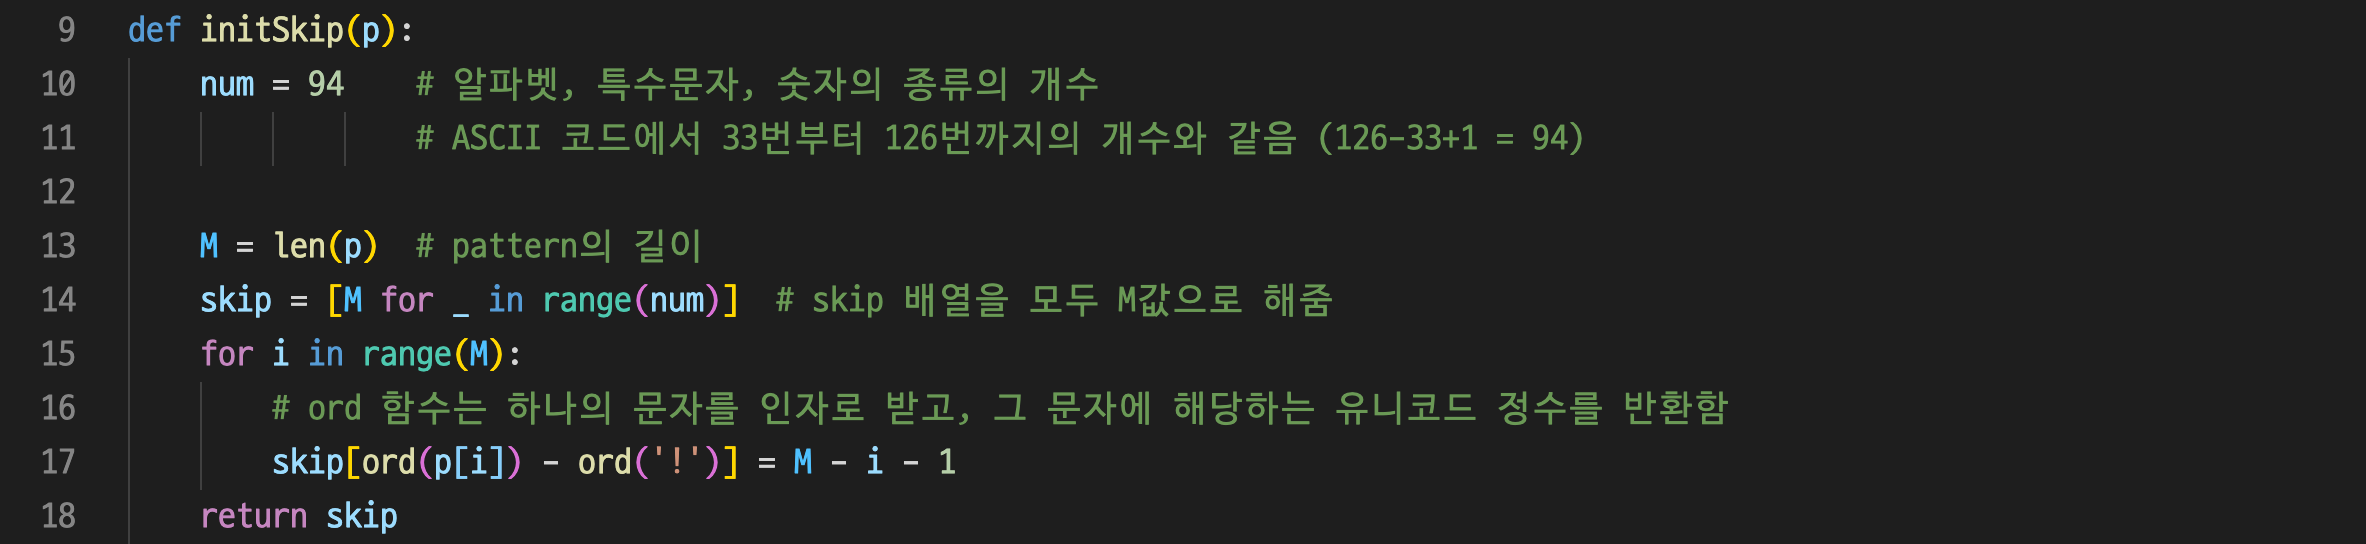 9 def initSkip(p):
10 num = 94 # 알파벳, 특수문자, 숫자의 종류의 개수
11 # ASCII 코드에서 33번부터 126번까지의 개수와 같음 (126-33+1 = 94)
12
13 M = len(p) # pattern의 길이
14 skip = [M for _ in range(num)] # skip 배열을 모두 M값으로 해줌
15 for i in range(M):
16 # ord 함수는 하나의 문자를 인자로 받고, 그 문자에 해당하는 유니코드 정수를 반환함
17 skip[ord(p[i]) - ord('!')] = M - i - 1
18 return skip